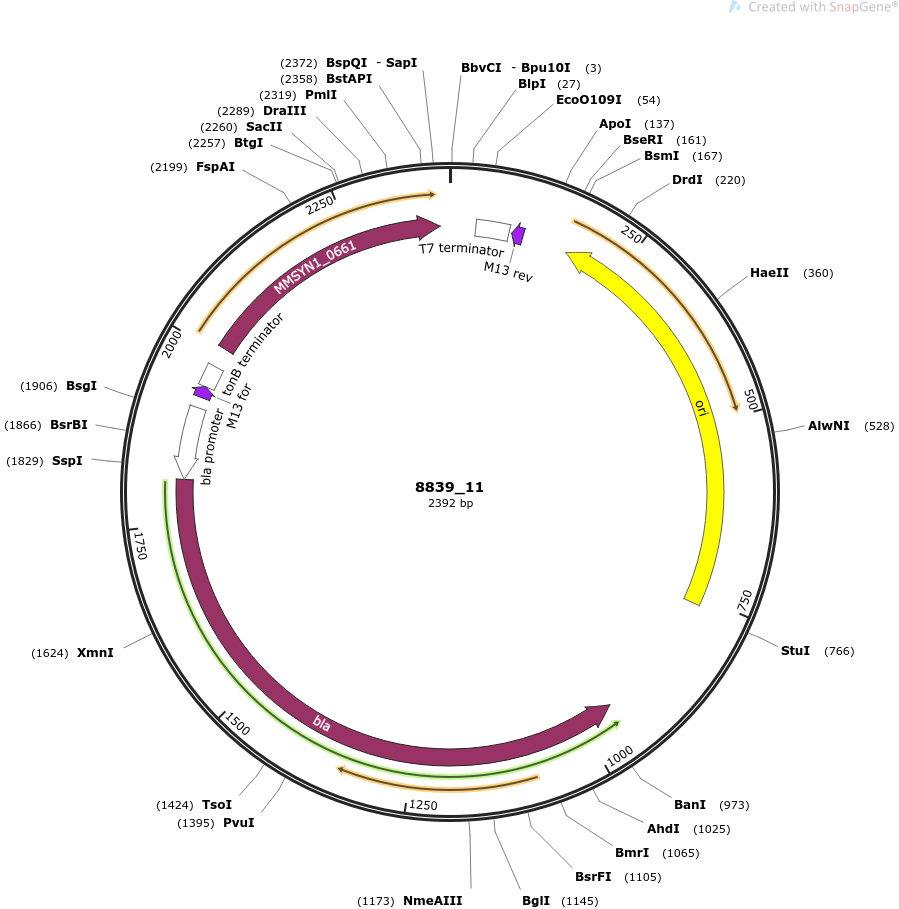 Created with SnapGene®
(2372) BspQI - SapI
(2358) BstAPI
(2319) PmlI
(2289) DraIII
(2260) SacII
(2257) BtgI
(2199) FspAI
BbvCI - Bpu10I (3)
BlpI (27)
EcoO109I (54)
ApoI (137)
BseRI (161)
BsmI (167)
DrdI (220)
HaeII (360)
AlwNI (528)
StuI (766)
BanI (973)
AhdI (1025)
BmrI (1065)
BsrFI (1105)
BglI (1145)
(1173) NmeAIII
(1395) PvuI
(1424) TsoI
(1624) XmnI
(1829) SspI
(1866) BsrBI
(1906) BsgI
250
500
750
1000
1250
1500
1750
2000
2250
T7 terminator
M13 rev
ori
bla
bla promoter
M13 for
tonB terminator
MMSYN1_0661
8839_11
2392 bp